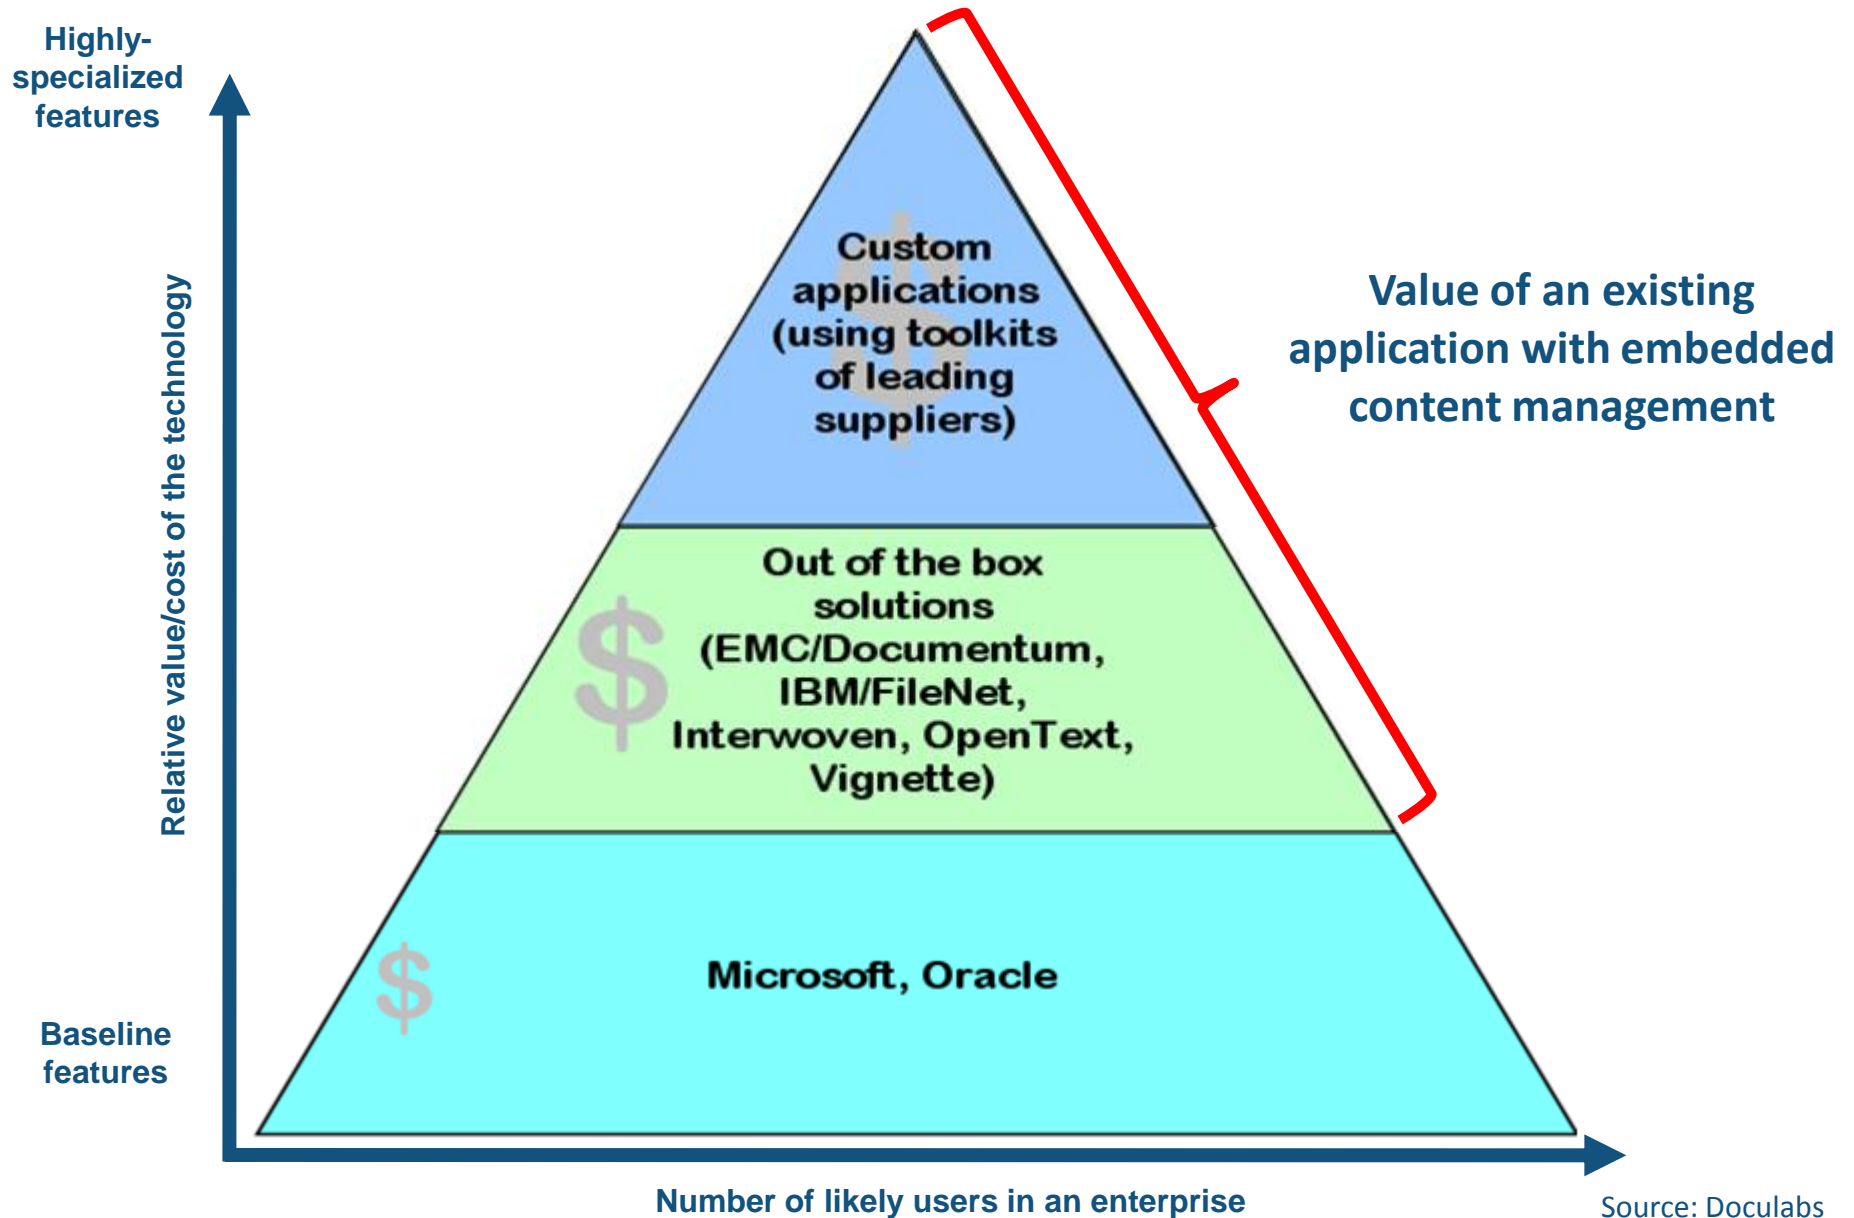 Highly-
specialized
features
Relative value/cost of the technology
Baseline
features
$
Custom
applications
(using toolkits
of leading
suppliers)
$
Out of the box
solutions
(EMC/Documentum,
IBM/FileNet,
Interwoven, OpenText,
Vignette)
$
Microsoft, Oracle
Value of an existing
application with embedded
content management
Number of likely users in an enterprise
Source: Doculabs